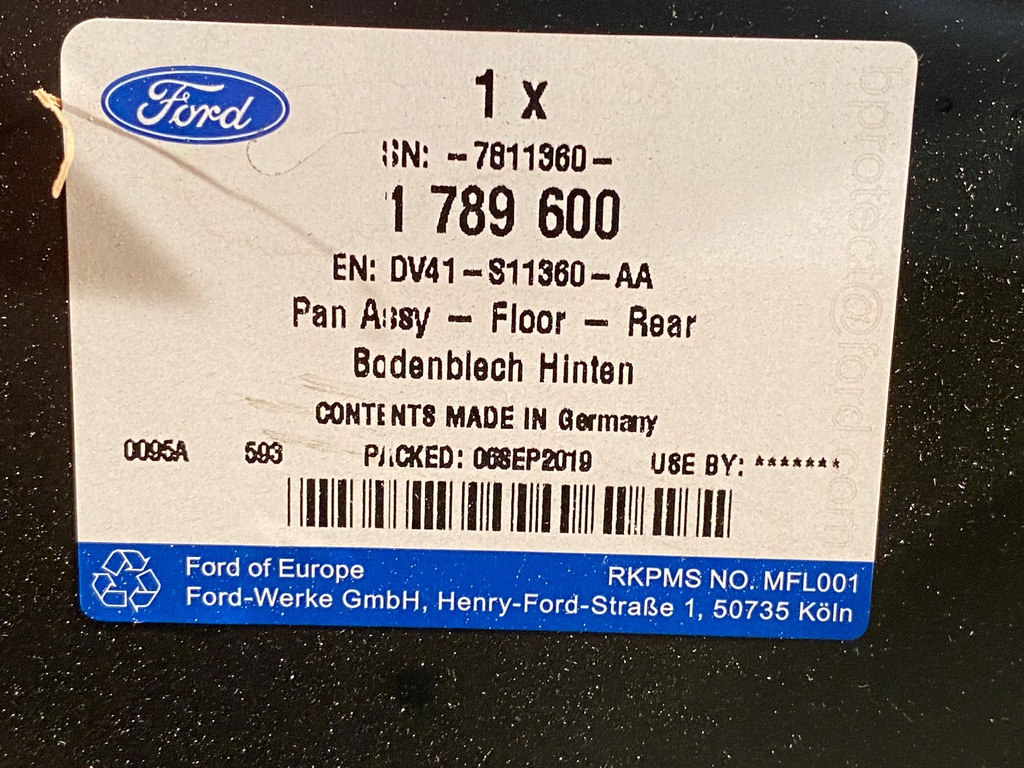 Ford
1 x
SN: -7811360-
1 789 600
EN: DV41-S11360-AA
Pan Assy - Floor - Rear
Bodenblech Hinten
CONTENTS MADE IN Germany
0095A 593 PACKED: 06SEP2019 USE BY: *******
Ford of Europe RKPMS NO. MFL001
Ford-Werke GmbH, Henry-Ford-Straße 1, 50735 Köln
bprotect@ford.com